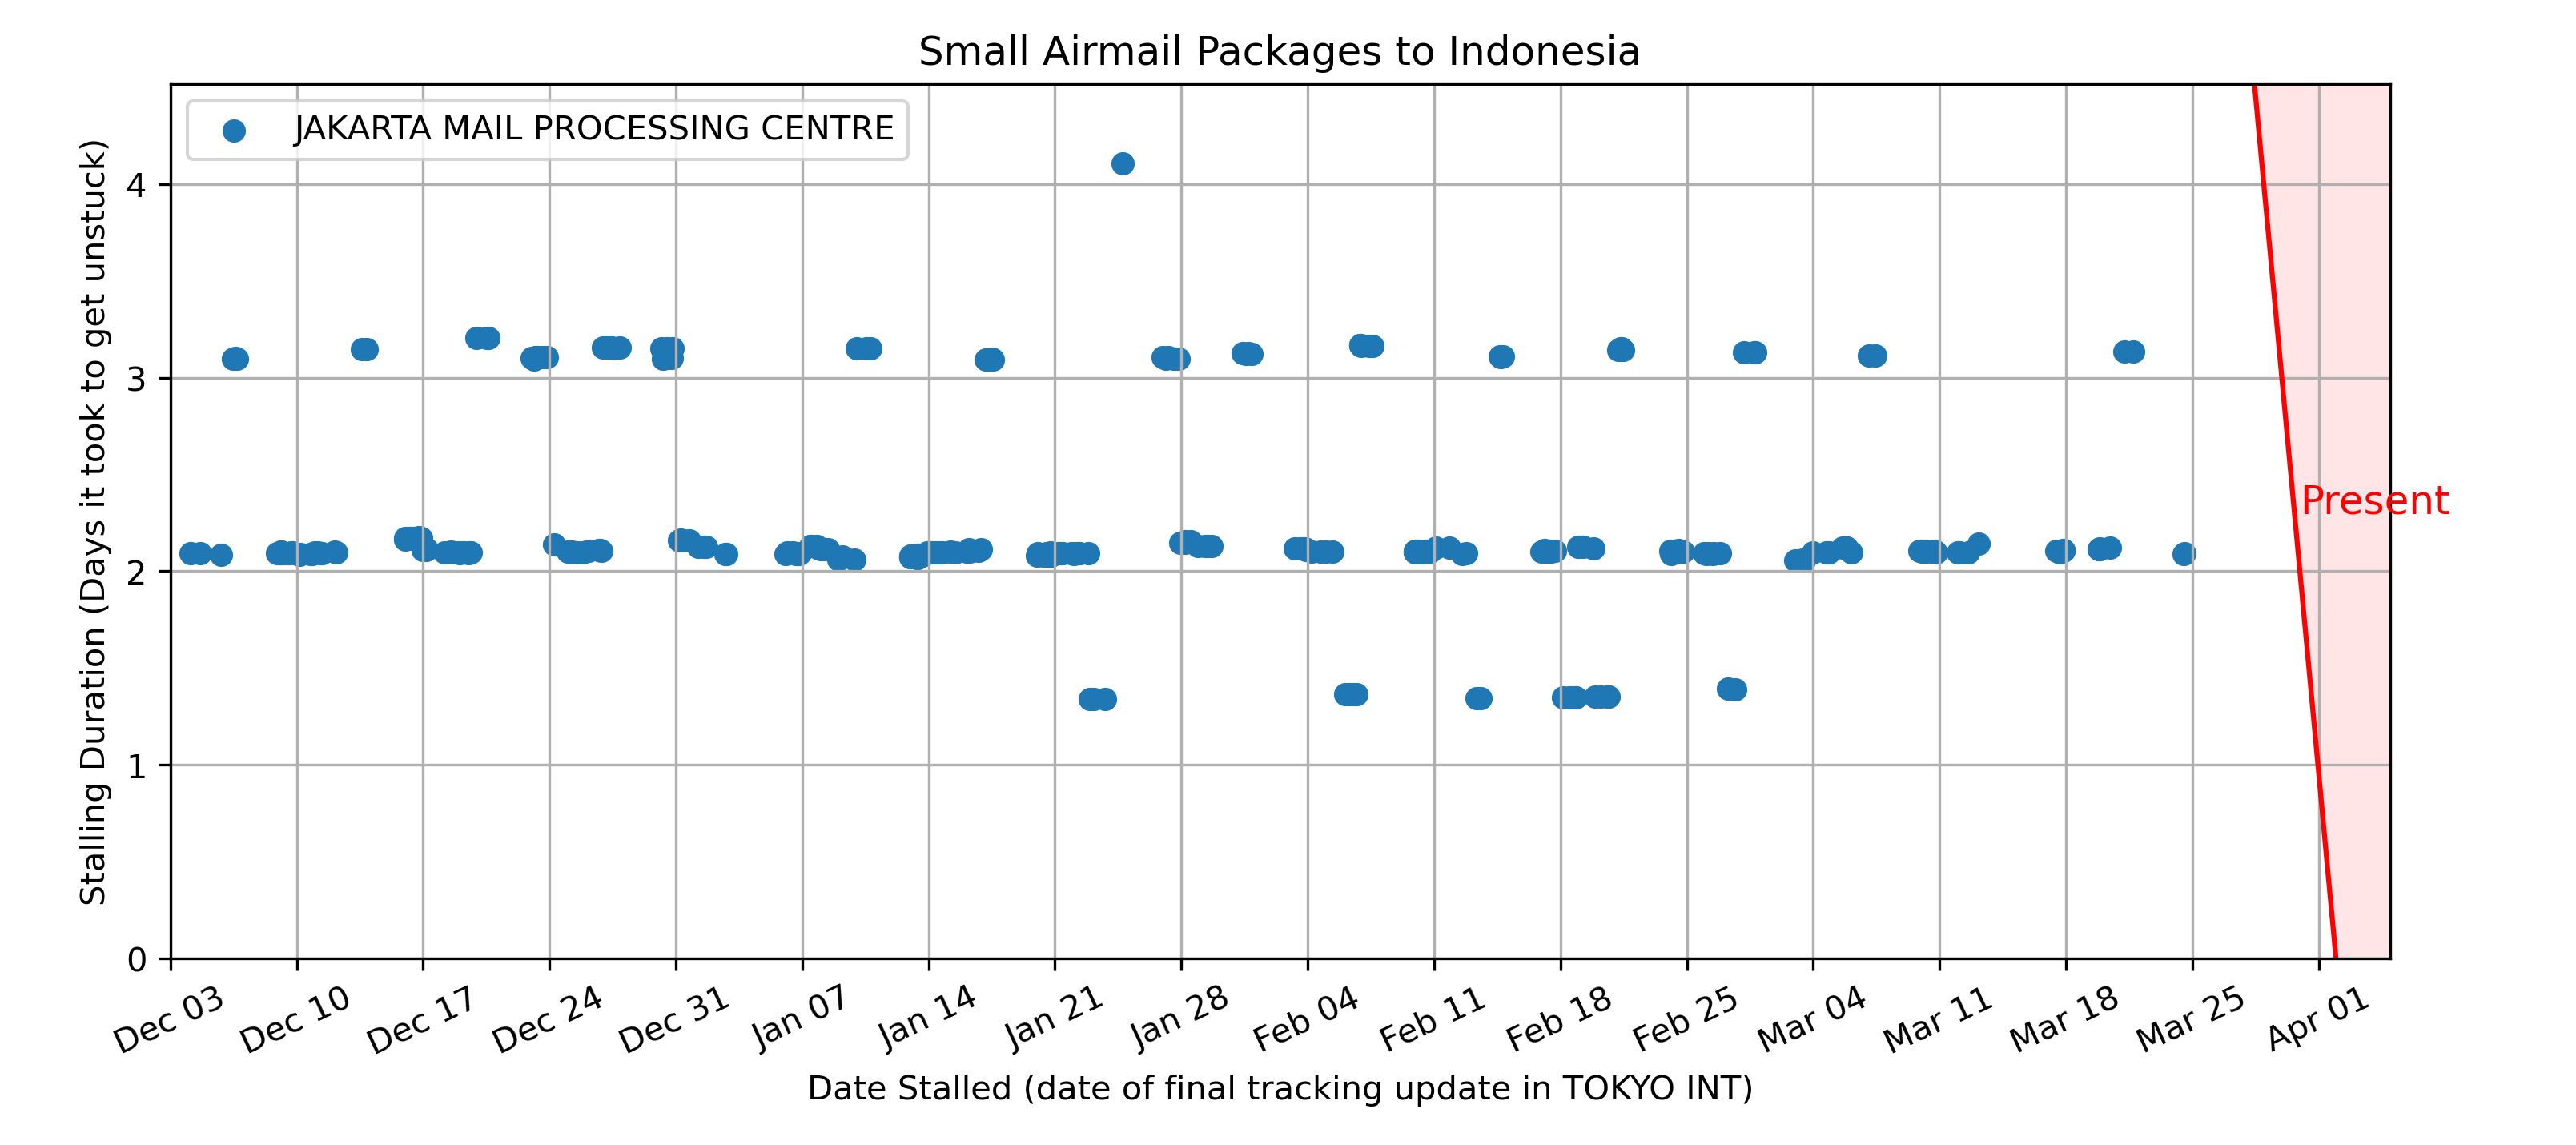 Small Airmail Packages to Indonesia
JAKARTA MAIL PROCESSING CENTRE
Stalling Duration (Days it took to get unstuck)
4
3
2
1
0
Present
Dec 03
Dec 10
Dec 17
Dec 24
Dec 31
Jan 07
Jan 14
Jan 21
Jan 28
Feb 04
Feb 11
Feb 18
Feb 25
Mar 04
Mar 11
Mar 18
Mar 25
Apr 01
Date Stalled (date of final tracking update in TOKYO INT)